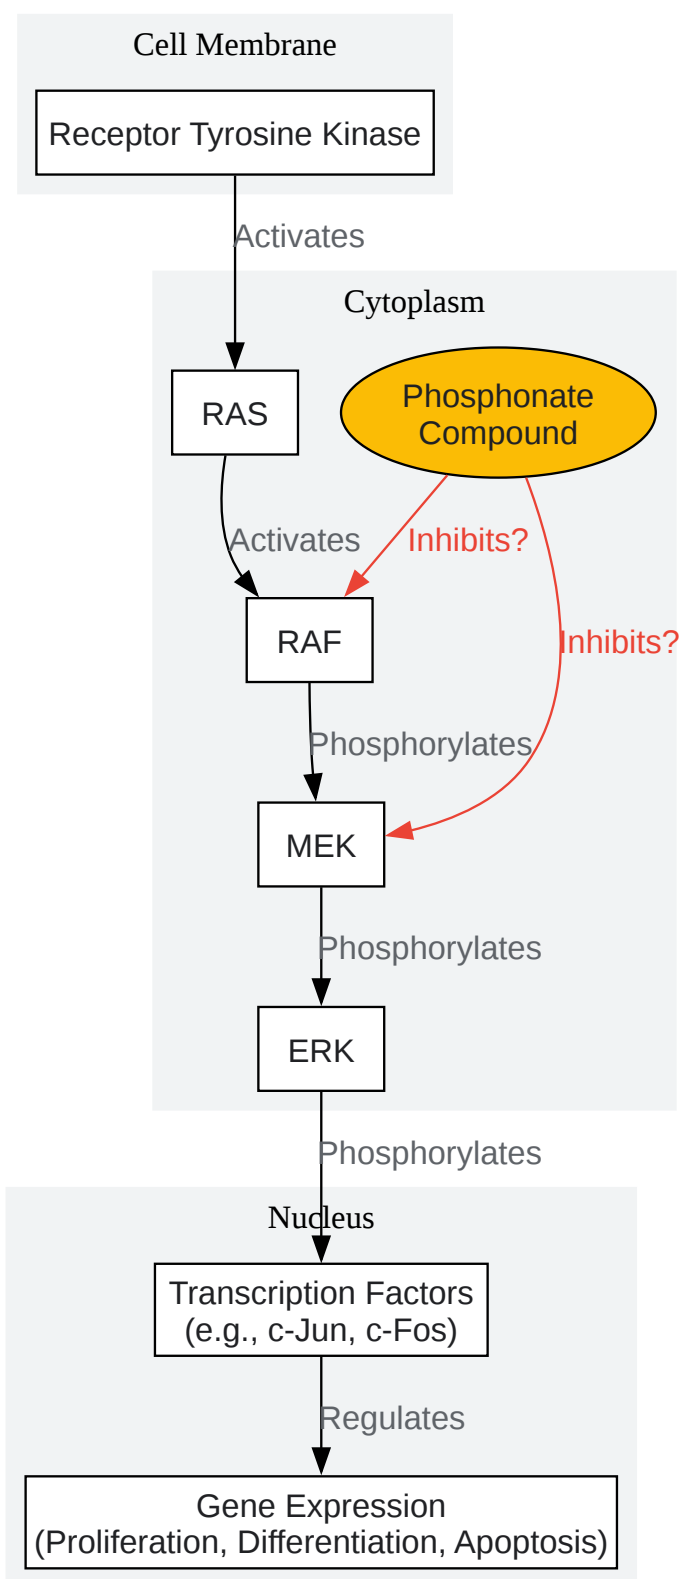 Cell Membrane
Receptor Tyrosine Kinase
Activates
Cytoplasm
RAS
Phosphonate
Compound
Activates
Inhibits?
RAF
Inhibits?
Phosphorylates
MEK
Phosphorylates
ERK
Phosphorylates
Nucleus
Transcription Factors
(e.g., c-Jun, c-Fos)
Regulates
Gene Expression
(Proliferation, Differentiation, Apoptosis)